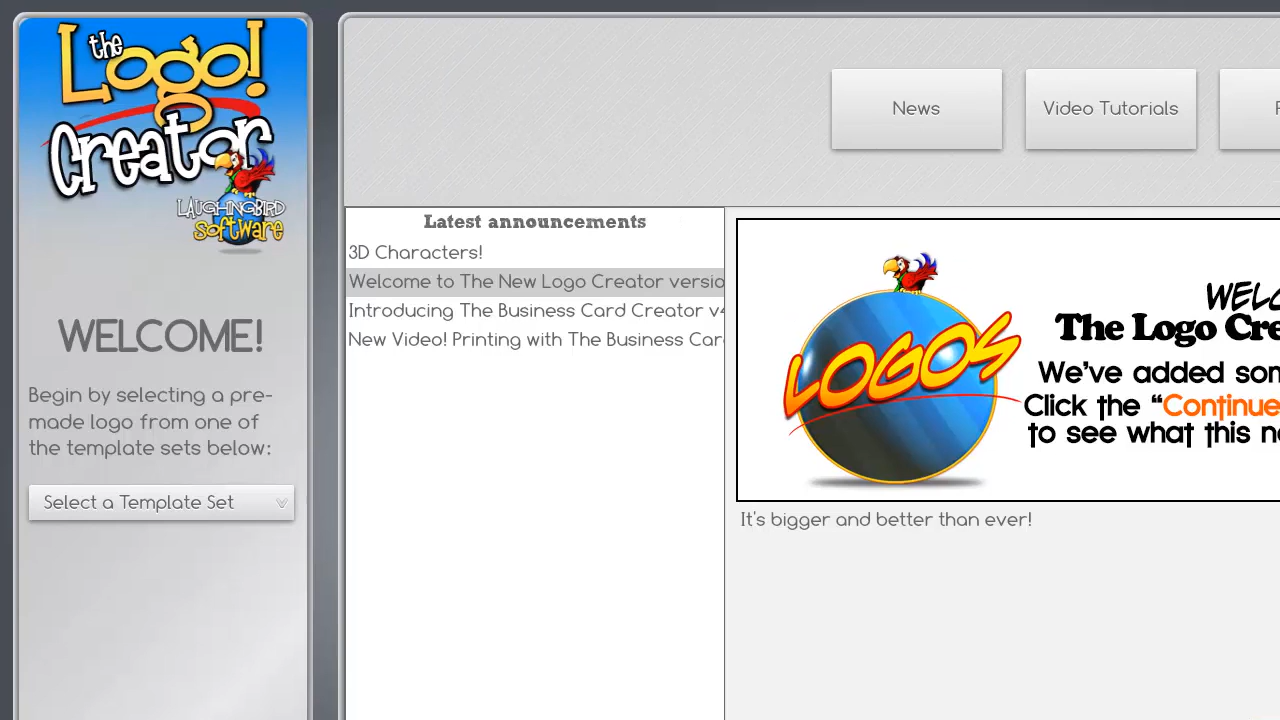 the
Logo!
Creator
LAUGHINGBIRD
SOFTWARE
WELCOME!
Begin by selecting a pre-
made logo from one of
the template sets below:
Select a Template Set
News
Video Tutorials
Latest announcements
3D Characters!
Welcome to The New Logo Creator versio
Introducing The Business Card Creator v4
New Video! Printing with The Business Car
LOGOS
WELC
The Logo Cre
We've added som
Click the “Continue
to see what this n
It's bigger and better than ever!